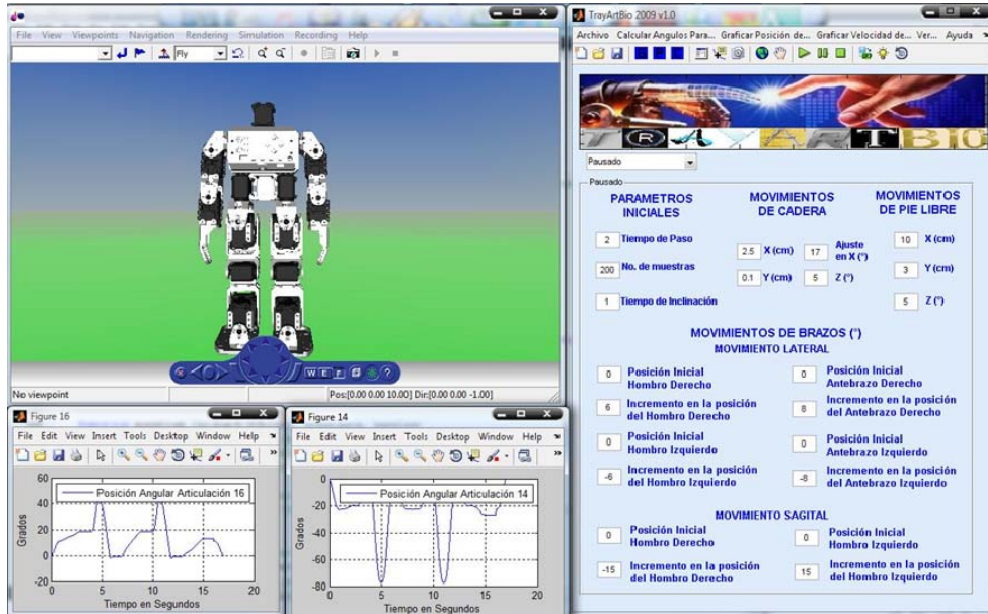 File View Viewpoints Navigation Rendering Simulation Recording Help
Fly
No viewpoint
Pos:[0.00 0.00 10.00] Dir:[0.00 0.00 -1.00]
W E F ?
TrayArtBio .2009 v1.0
Archivo Calcular Angulos Para... Graficar Posición de... Graficar Velocidad de... Ver... Ayuda
T R A Y A R T BIO
Pausado
Pausado
PARAMETROS
INICIALES
2 Tiempo de Paso
200 No. de muestras
1 Tiempo de Inclinación
MOVIMIENTOS
DE CADERA
2.5 X (cm) 17 Ajuste
en X (°)
0.1 Y (cm) 5 Z (°)
MOVIMIENTOS
DE PIE LIBRE
10 X (cm)
3 Y (cm)
5 Z (°)
MOVIMIENTOS DE BRAZOS (°)
MOVIMIENTO LATERAL
0 Posición Inicial
Hombro Derecho
0 Posición Inicial
Antebrazo Derecho
6 Incremento en la posición
del Hombro Derecho
8 Incremento en la posición
del Antebrazo Derecho
0 Posición Inicial
Hombro Izquierdo
0 Posición Inicial
Antebrazo Izquierdo
-6 Incremento en la posición
del Hombro Izquierdo
-8 Incremento en la posición
del Antebrazo Izquierdo
MOVIMIENTO SAGITAL
0 Posición Inicial
Hombro Derecho
0 Posición Inicial
Hombro Izquierdo
-15 Incremento en la posición
del Hombro Derecho
15 Incremento en la posición
del Hombro Izquierdo
Figure 16
File Edit View Insert Tools Desktop Window Help
Posición Angular Articulación 16
60
40
20
0
-20
Grados
0 5 10 15 20
Tiempo en Segundos
Figure 14
File Edit View Insert Tools Desktop Window Help
Posición Angular Articulación 14
0
-20
-40
-60
-80
Grados
0 5 10 15 20
Tiempo en Segundos